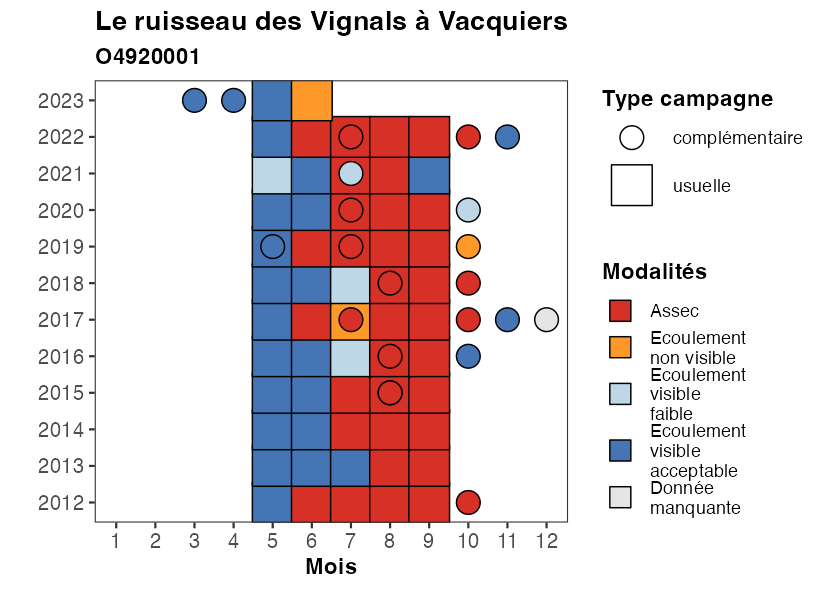 Le ruisseau des Vignals à Vacquiers
O4920001
2023
2022
2021
2020
2019
2018
2017
2016
2015
2014
2013
2012
1 2 3 4 5 6 7 8 9 10 11 12
Mois
Type campagne
complémentaire
usuelle
Modalités
Assec
Ecoulement
non visible
Ecoulement
visible
faible
Ecoulement
visible
acceptable
Donnée
manquante